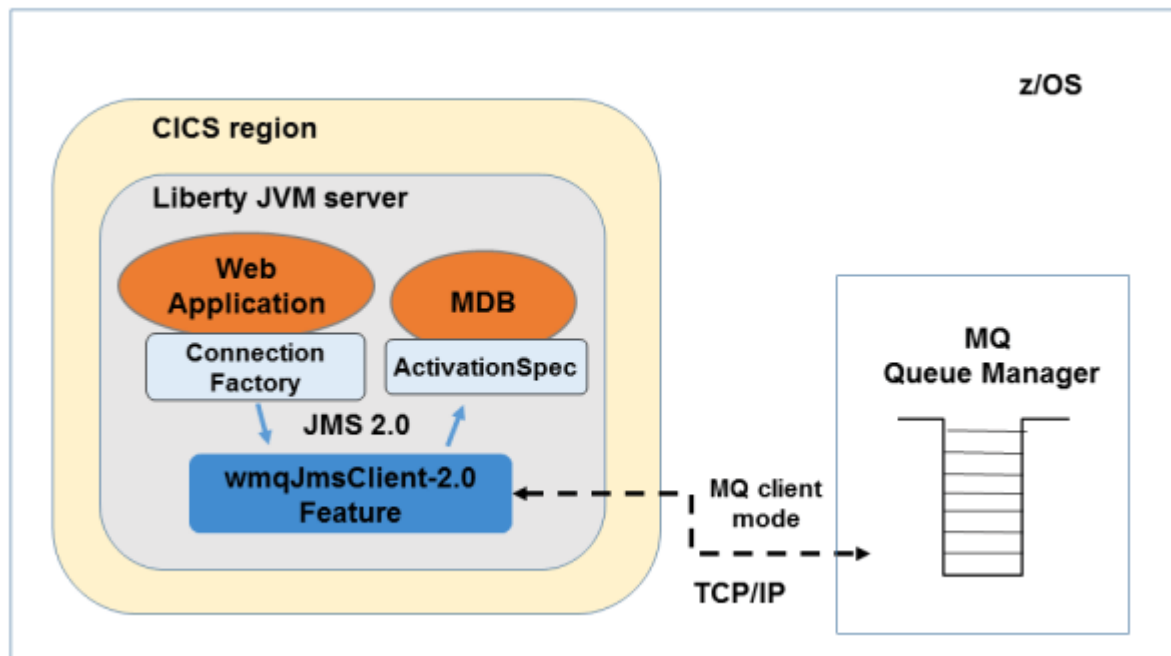 z/OS
CICS region
Liberty JVM server
Web
Application
MDB
Connection
Factory
ActivationSpec
JMS 2.0
wmqJmsClient-2.0
Feature
MQ client
mode
TCP/IP
MQ
Queue Manager